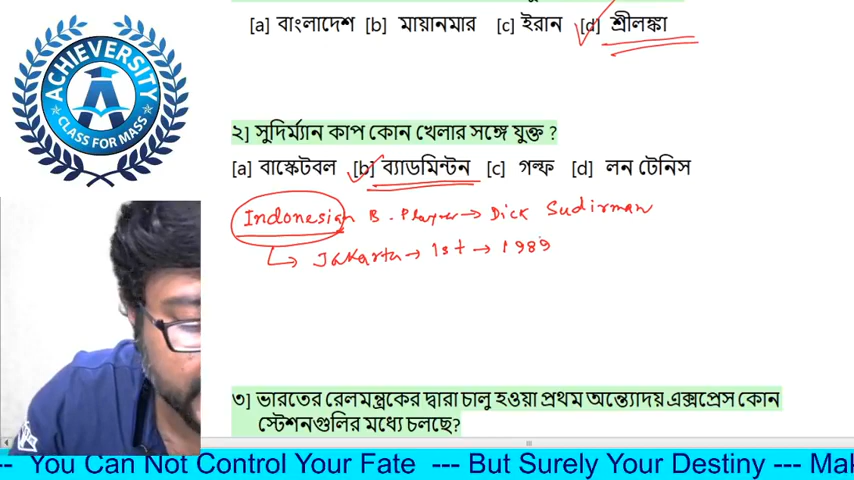 [a] বাংলাদেশ [b] মায়ানমার [c] ইরান [d] শ্রীলঙ্কা
ACHIEVERSITY
A
CLASS FOR MASS
২] সুদির্ম্যান কাপ কোন খেলার সঙ্গে যুক্ত ?
[a] বাস্কেটবল [b] ব্যাডমিন্টন [c] গল্ফ [d] লন টেনিস
Indonesian B. Player → Dick Sudirman
Jakarta → 1st → 1989
৩] ভারতের রেলমন্ত্রকের দ্বারা চালু হওয়া প্রথম অন্ত্যোদয় এক্সপ্রেস কোন
স্টেশনগুলির মধ্যে চলছে?
-- You Can Not Control Your Fate --- But Surely Your Destiny --- Mak